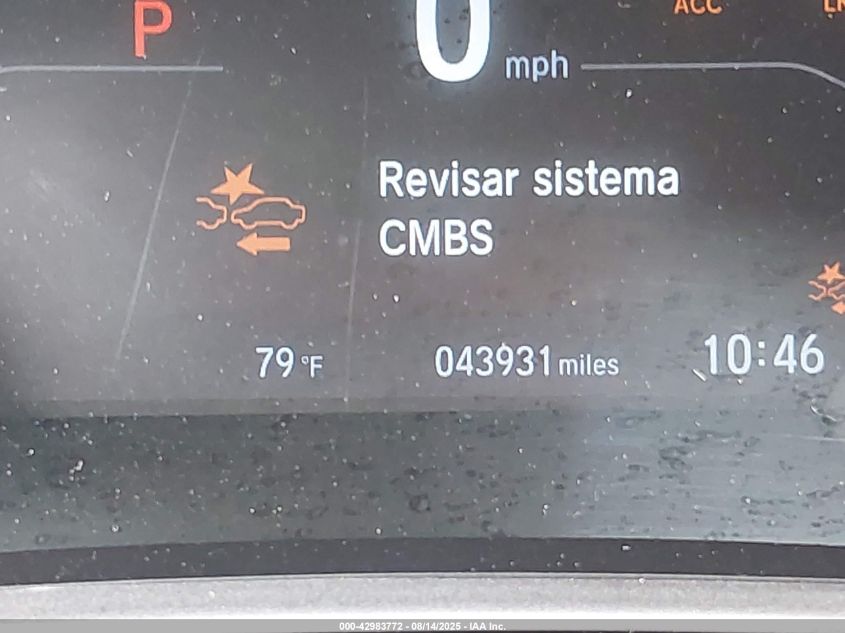 P
0 mph
ACC
Revisar sistema
CMBS
79 °F
043931 miles
10:46
000-42983772 - 08/14/2025 - IAA Inc.